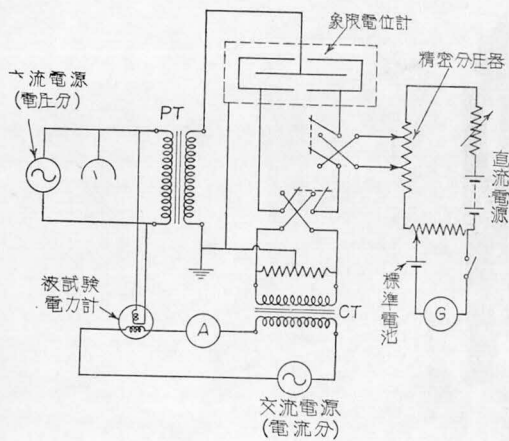 象限電位計
精密分圧器
交流電源
(電圧分)
PT
直流電源
被試験
電力計
A
CT
標準電池
G
交流電源
(電流分)